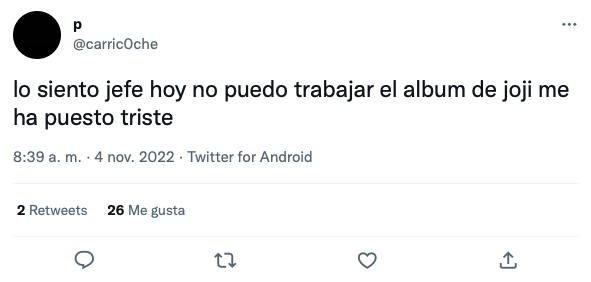 p
@carric0che
lo siento jefe hoy no puedo trabajar el album de joji me
ha puesto triste
8:39 a. m. · 4 nov. 2022 · Twitter for Android
2 Retweets 26 Me gusta